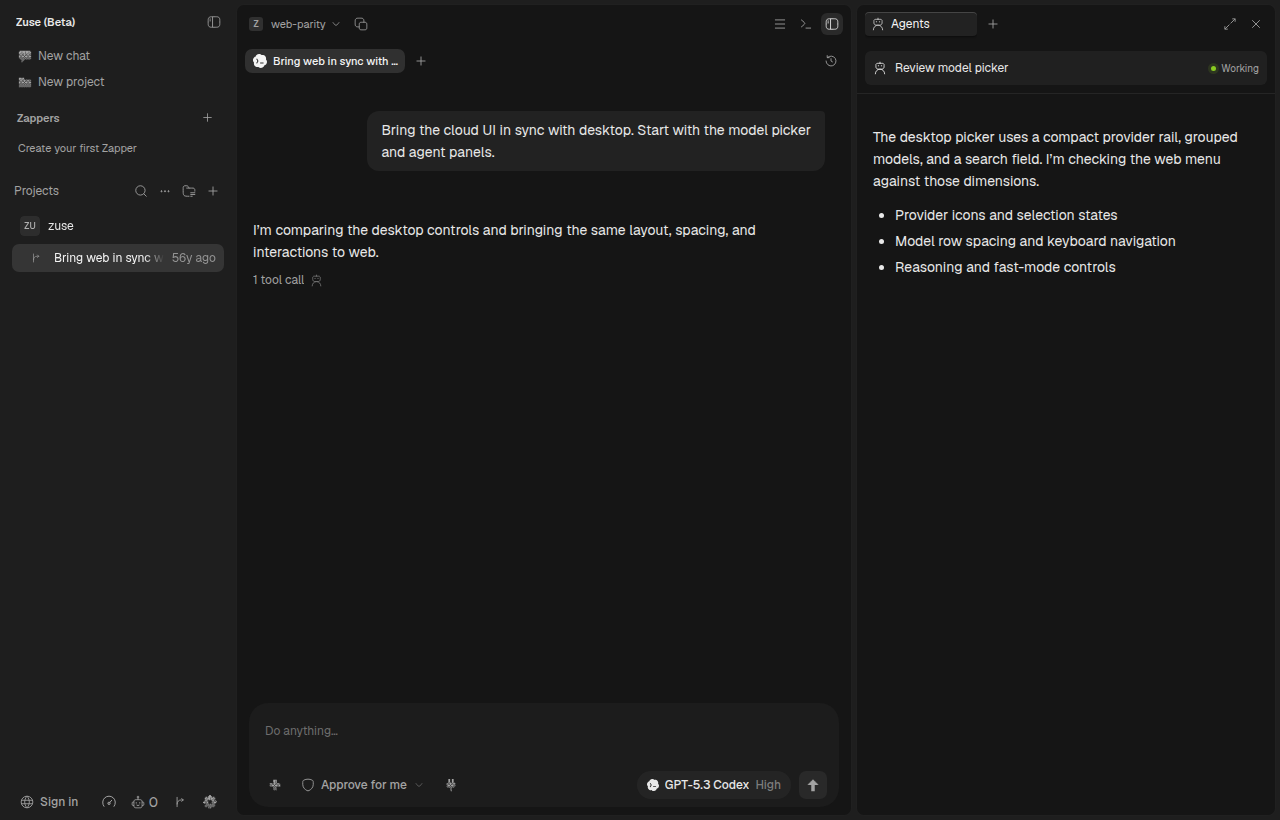 Zuse (Beta)
New chat
New project
Zappers
Create your first Zapper
Projects
ZU zuse
Bring web in sync w 56y ago
Sign in
0
Z web-parity
Bring web in sync with ...
Bring the cloud UI in sync with desktop. Start with the model picker
and agent panels.
I'm comparing the desktop controls and bringing the same layout, spacing, and
interactions to web.
1 tool call
Do anything...
Approve for me
GPT-5.3 Codex High
Agents
Review model picker
Working
The desktop picker uses a compact provider rail, grouped
models, and a search field. I'm checking the web menu
against those dimensions.
• Provider icons and selection states
• Model row spacing and keyboard navigation
• Reasoning and fast-mode controls